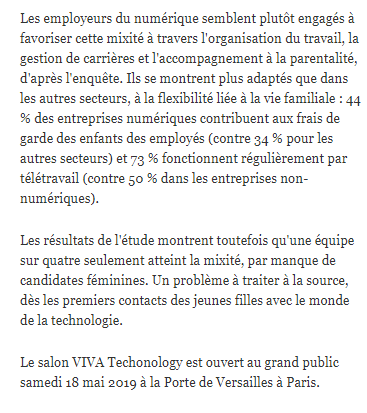 Les employeurs du numérique semblent plutôt engagés à
favoriser cette mixité à travers l'organisation du travail, la
gestion de carrières et l'accompagnement à la parentalité,
d'après l'enquête. Ils se montrent plus adaptés que dans
les autres secteurs, à la flexibilité liée à la vie familiale : 44
% des entreprises numériques contribuent aux frais de
garde des enfants des employés (contre 34 % pour les
autres secteurs) et 73 % fonctionnent régulièrement par
télétravail (contre 50 % dans les entreprises non-
numériques).
Les résultats de l'étude montrent toutefois qu'une équipe
sur quatre seulement atteint la mixité, par manque de
candidates féminines. Un problème à traiter à la source,
dès les premiers contacts des jeunes filles avec le monde
de la technologie.
Le salon VIVA Techonology est ouvert au grand public
samedi 18 mai 2019 à la Porte de Versailles à Paris.